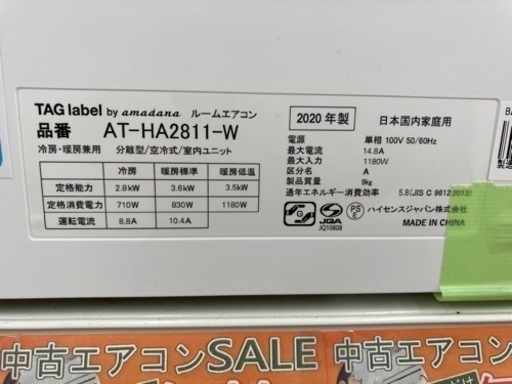 TAG label by amadana ルームエアコン
品番 AT-HA2811-W
冷房・暖房兼用 分離型/空冷式/室内ユニット
冷房 暖房標準 暖房低温
定格能力 2.8kW 3.6kW 3.5kW
定格消費電力 710W 830W 1180W
運転電流 8.8A 10.4A
2020年製 日本国内家庭用
電源 単相 100V 50/60Hz
最大電流 14.8A
最大入力 1180W
区分名 A
質量 9kg
通年エネルギー消費効率 5.8(JIS C 9612:2013)
JQA
JQ10808
PS E
ハイセンスジャパン株式会社
MADE IN CHINA
製造
中古エアコンSALE
中古エアコン